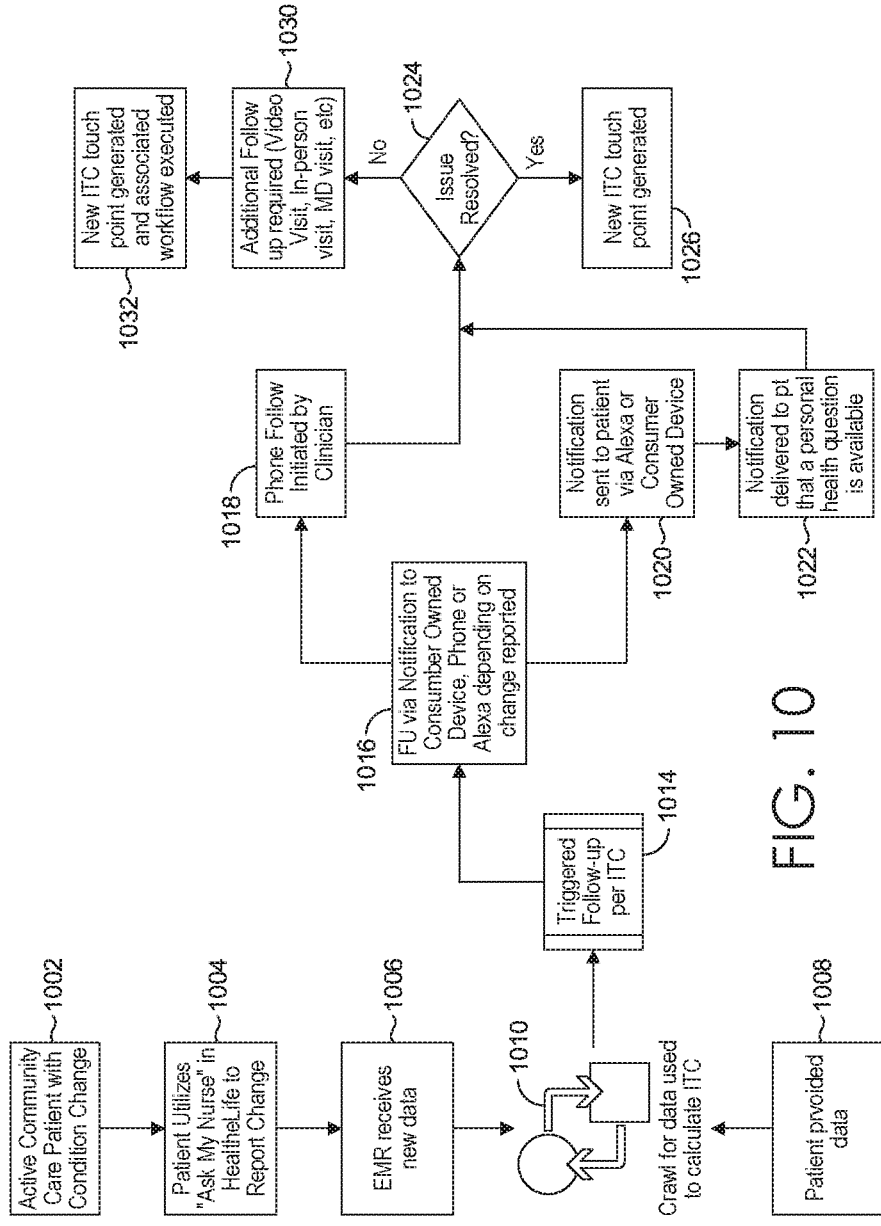 Active Community
Care Patient with
Condition Change
1002
Patient Utilizes
"Ask My Nurse" in
HealtheLife to
Report Change
1004
EMR receives
new data
1006
1010
Crawl for data used
to calculate ITC
Patient prvoided
data
1008
Triggered
Follow-up
per ITC
1014
FU via Notification to
Consumber Owned
Device, Phone or
Alexa depending on
change reported
1016
Phone Follow
Initiated by
Clinician
1018
Notification
sent to patient
via Alexa or
Consumer
Owned Device
1020
Notification
delivered to pt
that a personal
health question
is available
1022
Issue
Resolved?
1024
No
Yes
New ITC touch
point generated
1026
Additional Follow
up required (Video
Visit, In-person
visit, MD visit, etc)
1030
New ITC touch
point generated
and associated
workflow executed
1032
FIG. 10